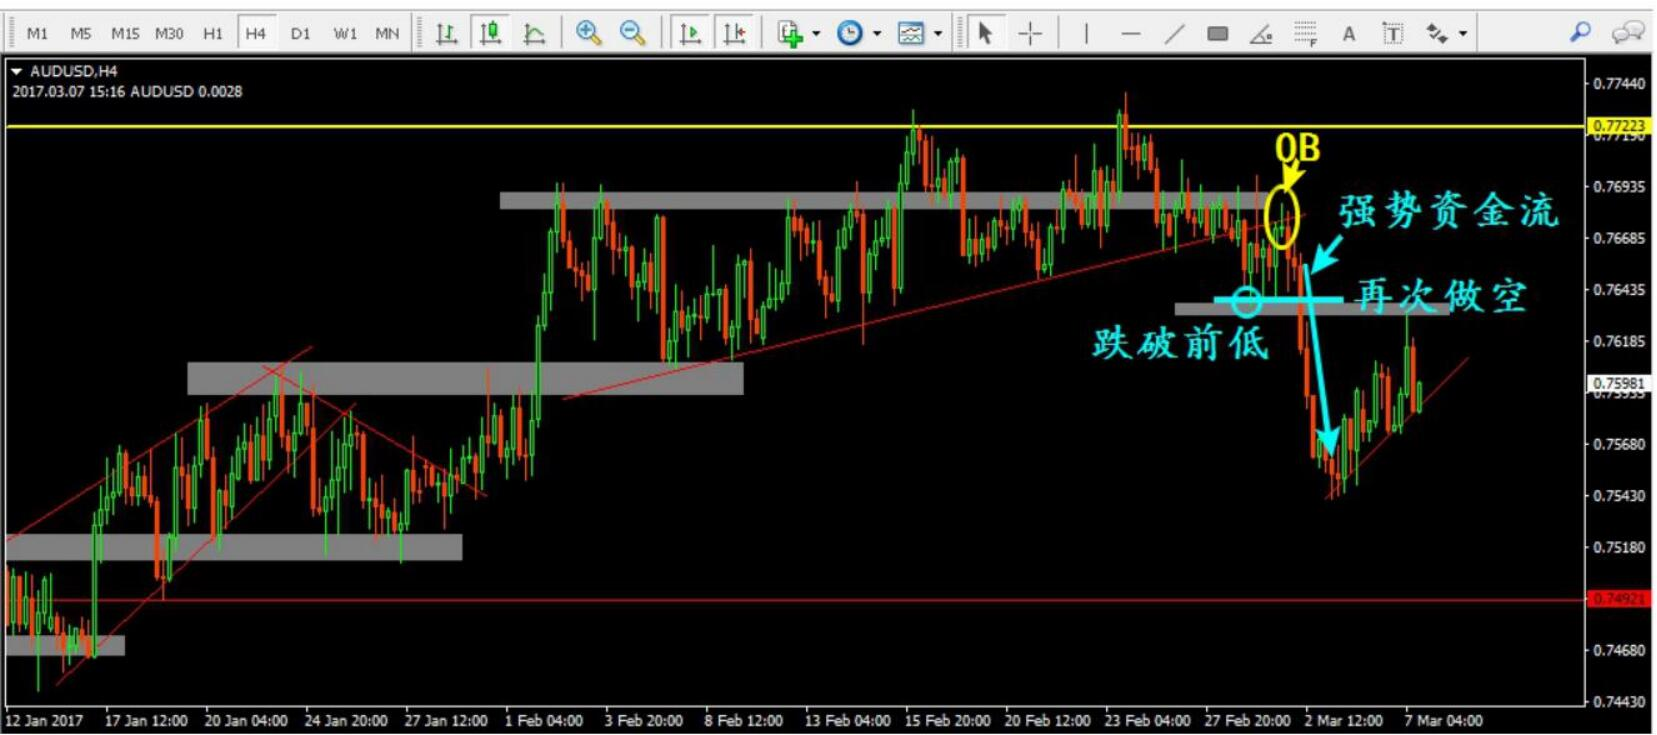 M1 M5 M15 M30 H1 H4 D1 W1 MN
A T
AUDUSD,H4
2017.03.07 15:16 AUDUSD 0.0028
0.77440
0.77223
OB
0.76935
强势资金流
0.76685
0.76435
再次做空
跌破前低
0.76185
0.75981
0.75680
0.75430
0.75180
0.74921
0.74680
0.74430
12 Jan 2017 17 Jan 12:00 20 Jan 04:00 24 Jan 20:00 27 Jan 12:00 1 Feb 04:00 3 Feb 20:00 8 Feb 12:00 13 Feb 04:00 15 Feb 20:00 20 Feb 12:00 23 Feb 04:00 27 Feb 20:00 2 Mar 12:00 7 Mar 04:00